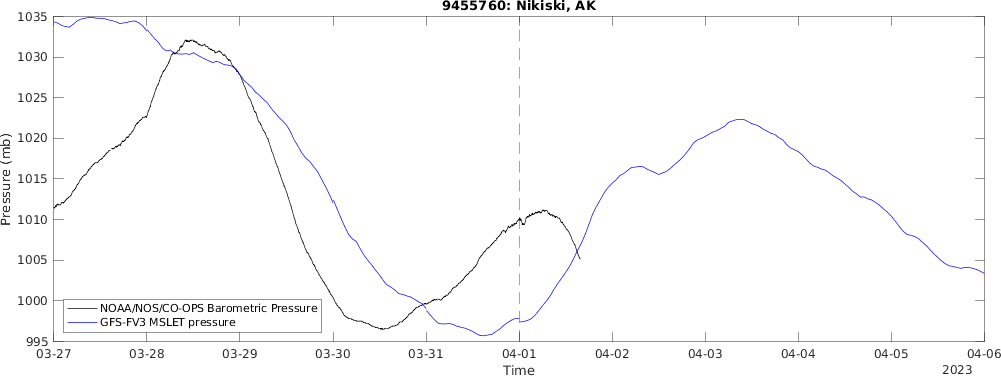 9455760: Nikiski, AK
Pressure (mb)
1035
1030
1025
1020
1015
1010
1005
1000
995
NOAA/NOS/CO-OPS Barometric Pressure
GFS-FV3 MSLET pressure
03-27 03-28 03-29 03-30 03-31 04-01 04-02 04-03 04-04 04-05 04-06
Time
2023